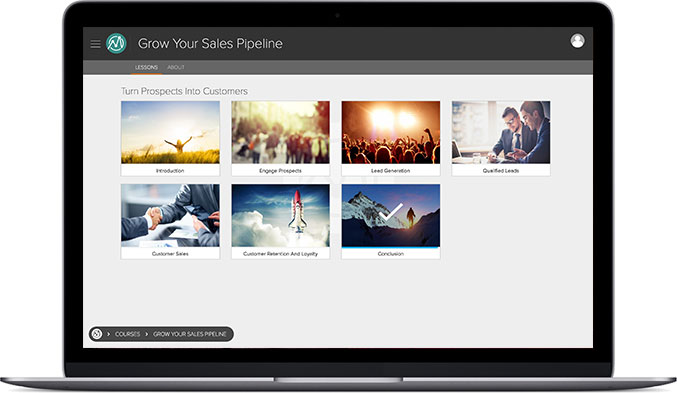 Grow Your Sales Pipeline
LESSONS ABOUT
Turn Prospects Into Customers
Introduction
Engage Prospects
Lead Generation
Qualified Leads
Customer Sales
Customer Retention And Loyalty
Conclusion
COURSES > GROW YOUR SALES PIPELINE